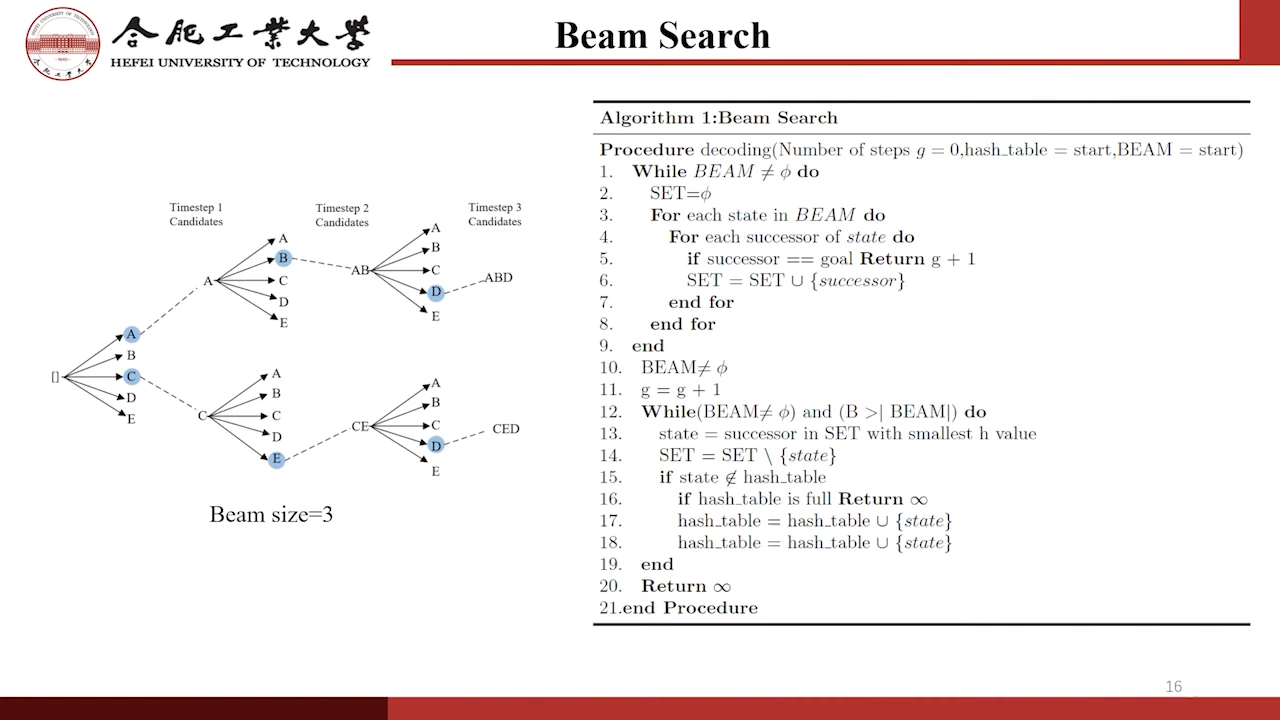 合肥工業大學
HEFEI UNIVERSITY OF TECHNOLOGY
Beam Search
Timestep 1
Candidates
Timestep 2
Candidates
Timestep 3
Candidates
[]
A
B
C
D
E
A
A
B
C
D
E
C
A
B
C
D
E
AB
A
B
C
D
E
CE
A
B
C
D
E
ABD
CED
Beam size=3
Algorithm 1:Beam Search
Procedure decoding(Number of steps g = 0,hash_table = start,BEAM = start)
1. While BEAM ≠ ϕ do
2. SET=ϕ
3. For each state in BEAM do
4. For each successor of state do
5. if successor == goal Return g + 1
6. SET = SET ∪ {successor}
7. end for
8. end for
9. end
10. BEAM≠ ϕ
11. g = g + 1
12. While(BEAM≠ ϕ) and (B >| BEAM|) do
13. state = successor in SET with smallest h value
14. SET = SET \ {state}
15. if state ∉ hash_table
16. if hash_table is full Return ∞
17. hash_table = hash_table ∪ {state}
18. hash_table = hash_table ∪ {state}
19. end
20. Return ∞
21.end Procedure
16